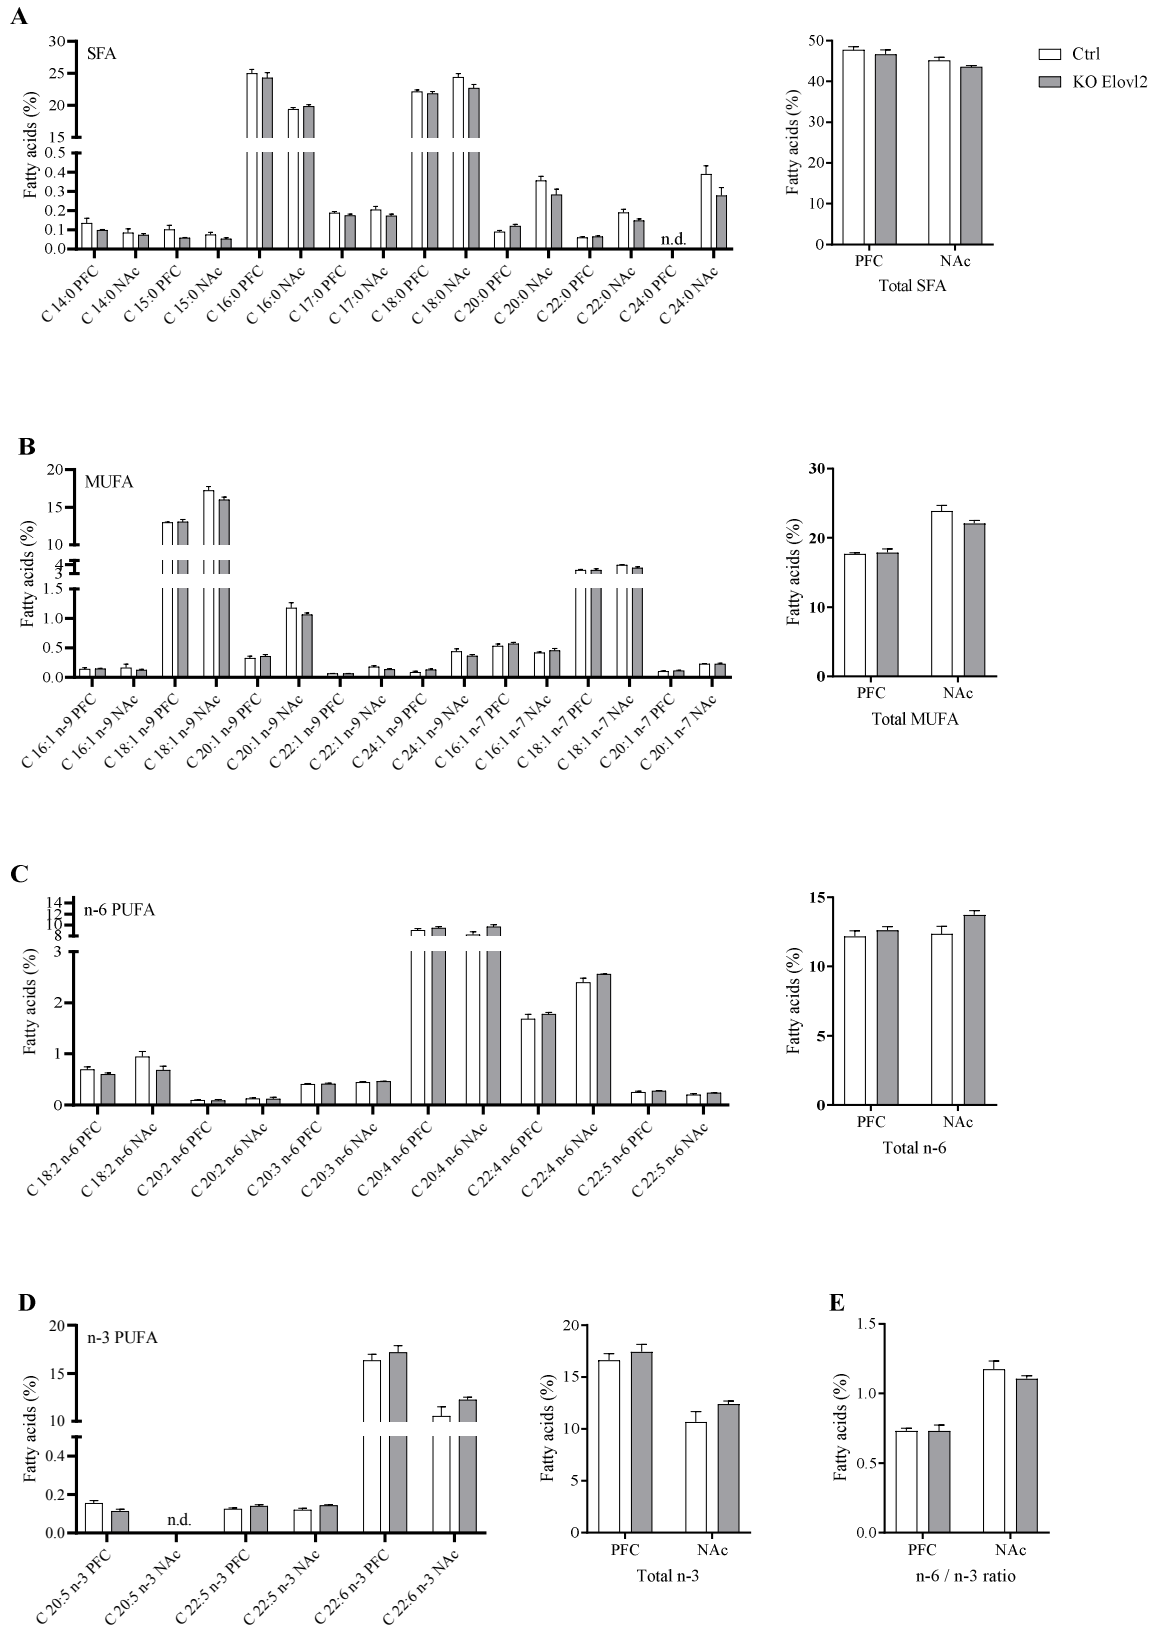 A
SFA
Fatty acids (%)
30
25
20
15
0.5
0.4
0.3
0.2
0.1
0.0
n.d.
C 14:0 PFC
C 14:0 NAc
C 15:0 PFC
C 15:0 NAc
C 16:0 PFC
C 16:0 NAc
C 17:0 PFC
C 17:0 NAc
C 18:0 PFC
C 18:0 NAc
C 20:0 PFC
C 20:0 NAc
C 22:0 PFC
C 22:0 NAc
C 24:0 PFC
C 24:0 NAc
Fatty acids (%)
50
40
30
20
10
0
PFC NAc
Total SFA
Ctrl
KO Elovl2
B
MUFA
Fatty acids (%)
20
15
10
4
3
1.5
1.0
0.5
0.0
C 16:1 n-9 PFC
C 16:1 n-9 NAc
C 18:1 n-9 PFC
C 18:1 n-9 NAc
C 20:1 n-9 PFC
C 20:1 n-9 NAc
C 22:1 n-9 PFC
C 22:1 n-9 NAc
C 24:1 n-9 PFC
C 24:1 n-9 NAc
C 16:1 n-7 PFC
C 16:1 n-7 NAc
C 18:1 n-7 PFC
C 18:1 n-7 NAc
C 20:1 n-7 PFC
C 20:1 n-7 NAc
Fatty acids (%)
30
20
10
0
PFC NAc
Total MUFA
C
n-6 PUFA
Fatty acids (%)
14
12
10
8
3
2
1
0
C 18:2 n-6 PFC
C 18:2 n-6 NAc
C 20:2 n-6 PFC
C 20:2 n-6 NAc
C 20:3 n-6 PFC
C 20:3 n-6 NAc
C 20:4 n-6 PFC
C 20:4 n-6 NAc
C 22:4 n-6 PFC
C 22:4 n-6 NAc
C 22:5 n-6 PFC
C 22:5 n-6 NAc
Fatty acids (%)
15
10
5
0
PFC NAc
Total n-6
D
n-3 PUFA
Fatty acids (%)
20
15
10
0.4
0.2
0.0
n.d.
C 20:5 n-3 PFC
C 20:5 n-3 NAc
C 22:5 n-3 PFC
C 22:5 n-3 NAc
C 22:6 n-3 PFC
C 22:6 n-3 NAc
Fatty acids (%)
20
15
10
5
0
PFC NAc
Total n-3
E
Fatty acids (%)
1.5
1.0
0.5
0.0
PFC NAc
n-6 / n-3 ratio